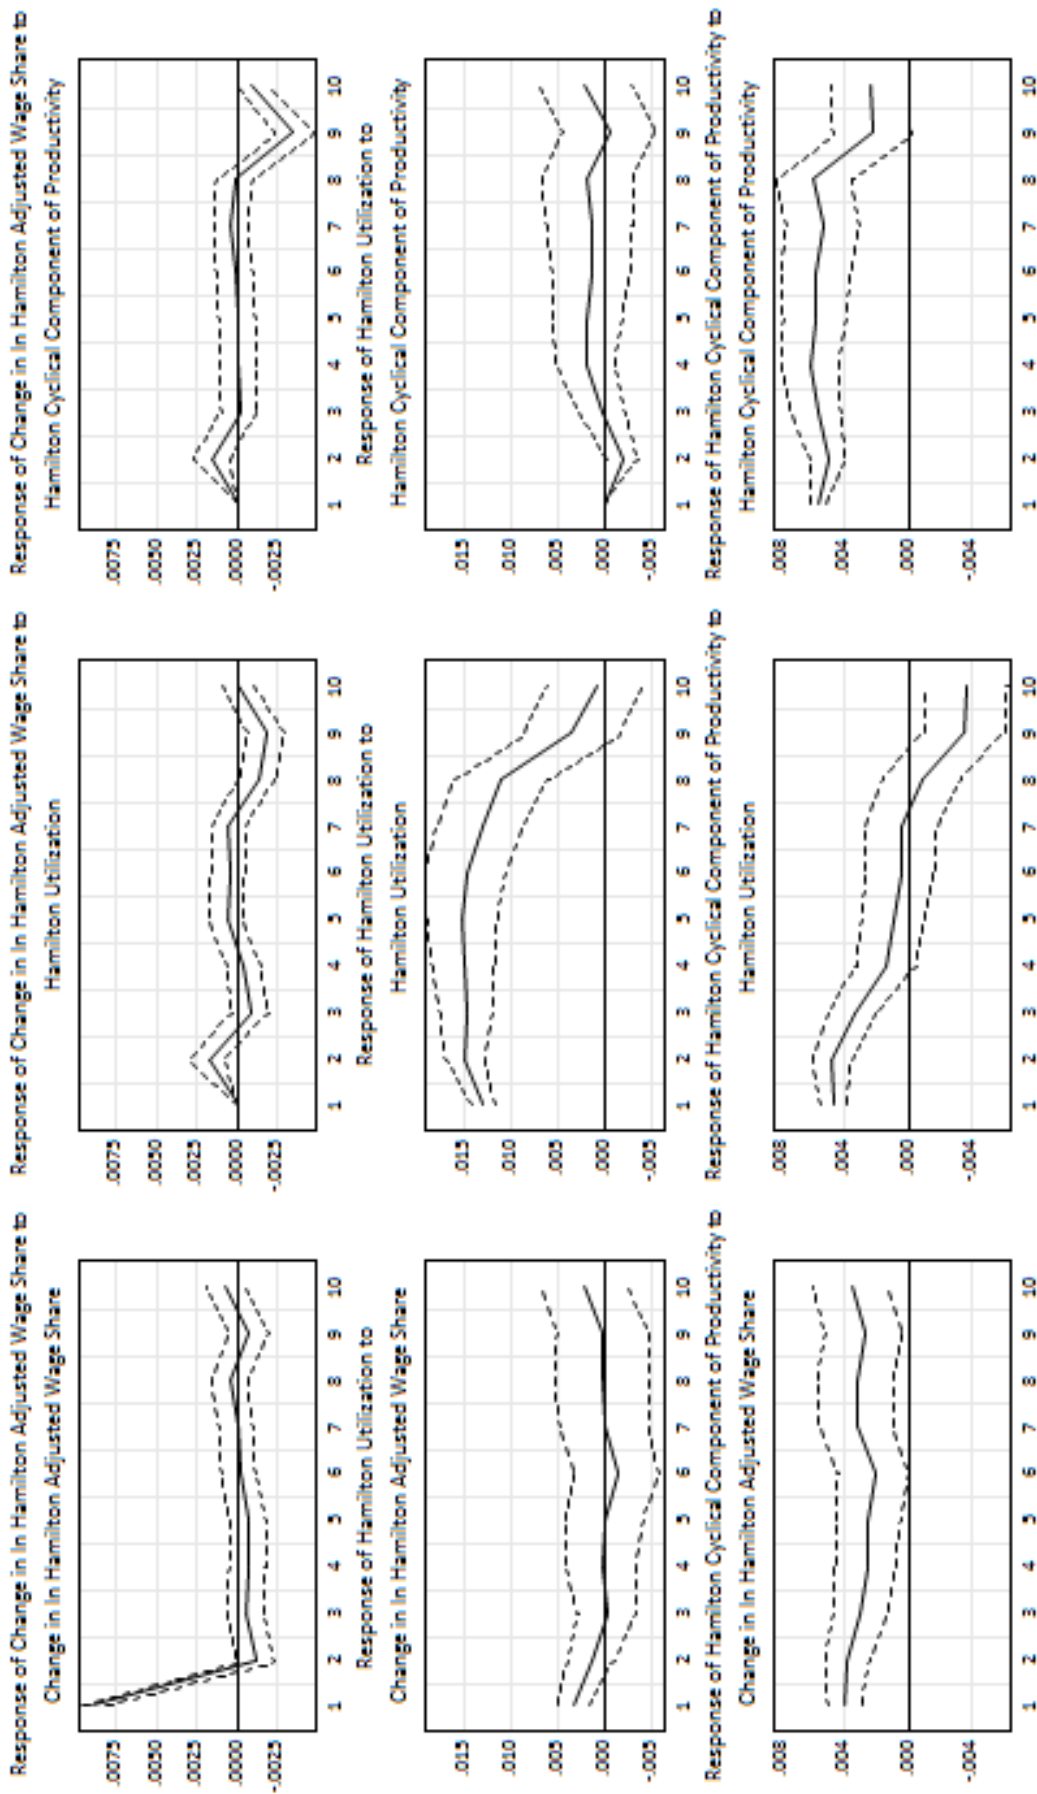 Response of Change in ln Hamilton Adjusted Wage Share to
Change in ln Hamilton Adjusted Wage Share
.0075
.0050
.0025
.0000
-.0025
1 2 3 4 5 6 7 8 9 10
Response of Change in ln Hamilton Adjusted Wage Share to
Hamilton Utilization
.0075
.0050
.0025
.0000
-.0025
1 2 3 4 5 6 7 8 9 10
Response of Change in ln Hamilton Adjusted Wage Share to
Hamilton Cyclical Component of Productivity
.0075
.0050
.0025
.0000
-.0025
1 2 3 4 5 6 7 8 9 10
Response of Hamilton Utilization to
Change in ln Hamilton Adjusted Wage Share
.015
.010
.005
.000
-.005
1 2 3 4 5 6 7 8 9 10
Response of Hamilton Utilization to
Hamilton Utilization
.015
.010
.005
.000
-.005
1 2 3 4 5 6 7 8 9 10
Response of Hamilton Utilization to
Hamilton Cyclical Component of Productivity
.015
.010
.005
.000
-.005
1 2 3 4 5 6 7 8 9 10
Response of Hamilton Cyclical Component of Productivity to
Change in ln Hamilton Adjusted Wage Share
.008
.004
.000
-.004
1 2 3 4 5 6 7 8 9 10
Response of Hamilton Cyclical Component of Productivity to
Hamilton Utilization
.008
.004
.000
-.004
1 2 3 4 5 6 7 8 9 10
Response of Hamilton Cyclical Component of Productivity to
Hamilton Cyclical Component of Productivity
.008
.004
.000
-.004
1 2 3 4 5 6 7 8 9 10